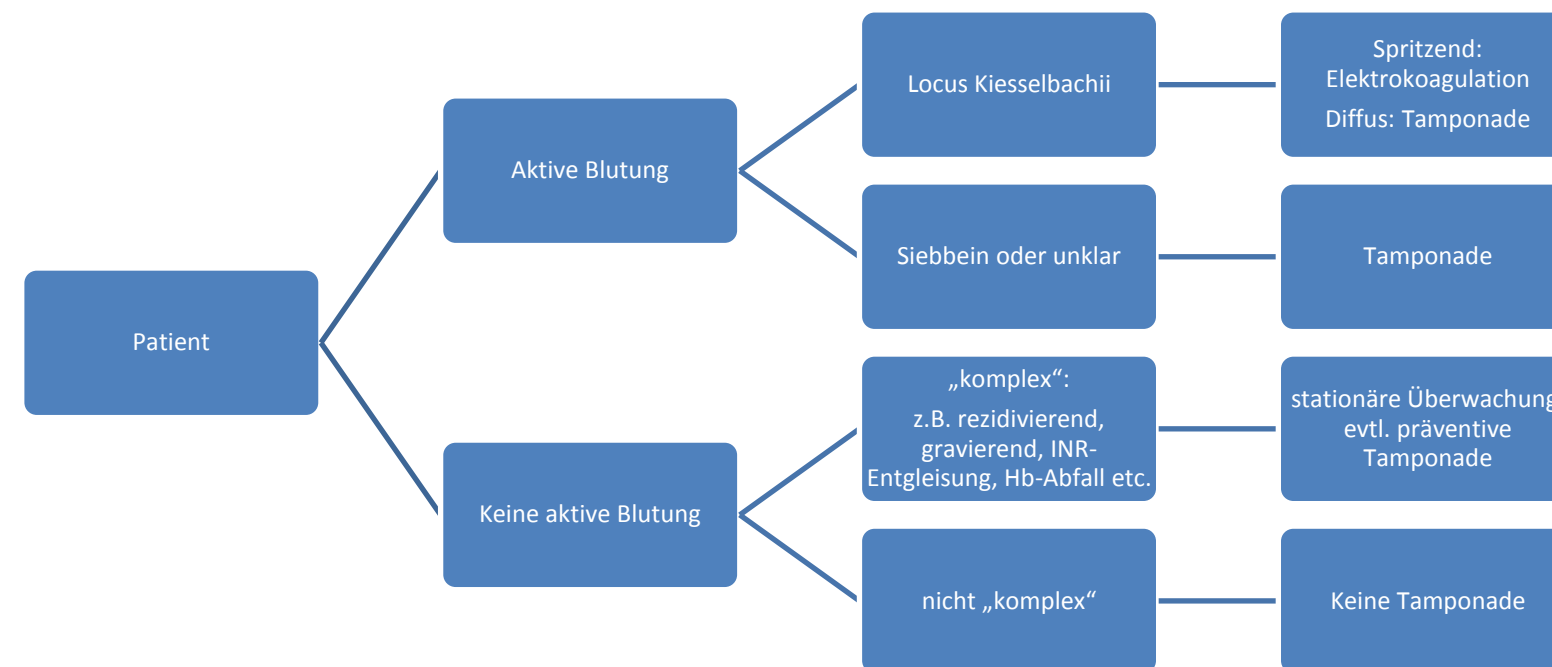 Patient
Aktive Blutung
Locus Kiesselbachii
Spritzend:
Elektrokoagulation
Diffus: Tamponade
Siebbein oder unklar
Tamponade
Keine aktive Blutung
„komplex“:
z.B. rezidivierend,
gravierend, INR-
Entgleisung, Hb-Abfall etc.
stationäre Überwachung
evtl. präventive
Tamponade
nicht „komplex“
Keine Tamponade